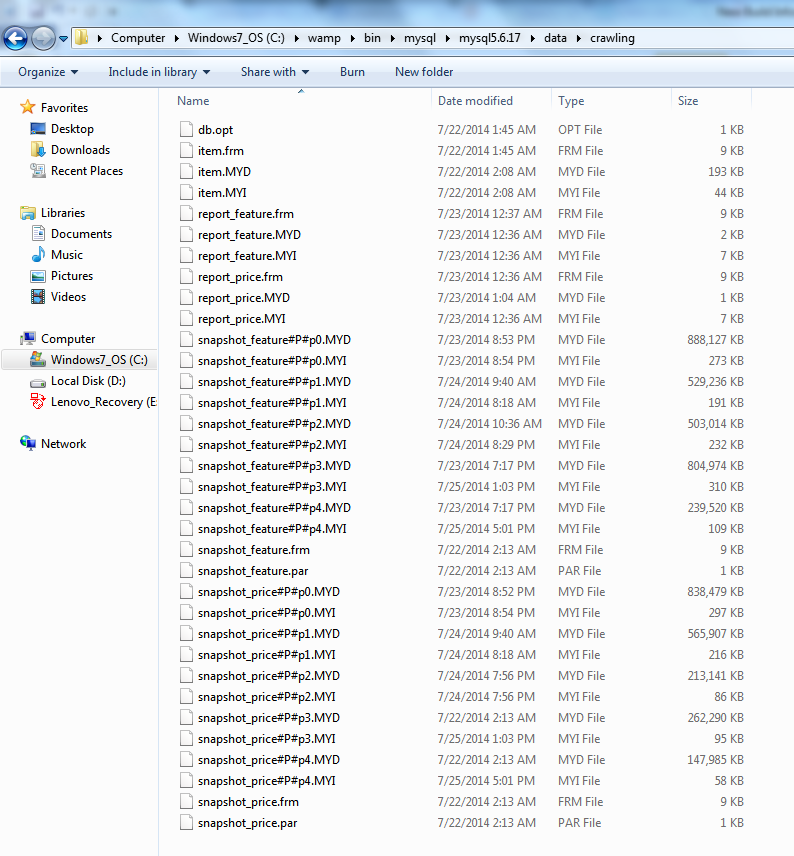 Computer Windows7_OS (C:) wamp bin mysql mysql5.6.17 data crawling
Organize Include in library Share with Burn New folder
Favorites
Desktop
Downloads
Recent Places
Libraries
Documents
Music
Pictures
Videos
Computer
Windows7_OS (C:)
Local Disk (D:)
Lenovo_Recovery (E
Network
Name Date modified Type Size
db.opt 7/22/2014 1:45 AM OPT File 1 KB
item.frm 7/22/2014 1:45 AM FRM File 9 KB
item.MYD 7/22/2014 2:08 AM MYD File 193 KB
item.MYI 7/22/2014 2:08 AM MYI File 44 KB
report_feature.frm 7/23/2014 12:37 AM FRM File 9 KB
report_feature.MYD 7/23/2014 12:36 AM MYD File 2 KB
report_feature.MYI 7/23/2014 12:36 AM MYI File 7 KB
report_price.frm 7/23/2014 12:36 AM FRM File 9 KB
report_price.MYD 7/23/2014 1:04 AM MYD File 1 KB
report_price.MYI 7/23/2014 12:36 AM MYI File 7 KB
snapshot_feature#P#p0.MYD 7/23/2014 8:53 PM MYD File 888,127 KB
snapshot_feature#P#p0.MYI 7/23/2014 8:54 PM MYI File 273 KB
snapshot_feature#P#p1.MYD 7/24/2014 9:40 AM MYD File 529,236 KB
snapshot_feature#P#p1.MYI 7/24/2014 8:18 AM MYI File 191 KB
snapshot_feature#P#p2.MYD 7/24/2014 10:36 AM MYD File 503,014 KB
snapshot_feature#P#p2.MYI 7/24/2014 8:29 PM MYI File 232 KB
snapshot_feature#P#p3.MYD 7/23/2014 7:17 PM MYD File 804,974 KB
snapshot_feature#P#p3.MYI 7/25/2014 1:03 PM MYI File 310 KB
snapshot_feature#P#p4.MYD 7/23/2014 7:17 PM MYD File 239,520 KB
snapshot_feature#P#p4.MYI 7/25/2014 5:01 PM MYI File 109 KB
snapshot_feature.frm 7/22/2014 2:13 AM FRM File 9 KB
snapshot_feature.par 7/22/2014 2:13 AM PAR File 1 KB
snapshot_price#P#p0.MYD 7/23/2014 8:52 PM MYD File 838,479 KB
snapshot_price#P#p0.MYI 7/23/2014 8:54 PM MYI File 297 KB
snapshot_price#P#p1.MYD 7/24/2014 9:40 AM MYD File 565,907 KB
snapshot_price#P#p1.MYI 7/24/2014 8:18 AM MYI File 216 KB
snapshot_price#P#p2.MYD 7/24/2014 7:56 PM MYD File 213,141 KB
snapshot_price#P#p2.MYI 7/24/2014 7:56 PM MYI File 86 KB
snapshot_price#P#p3.MYD 7/22/2014 2:13 AM MYD File 262,290 KB
snapshot_price#P#p3.MYI 7/25/2014 1:03 PM MYI File 95 KB
snapshot_price#P#p4.MYD 7/22/2014 2:13 AM MYD File 147,985 KB
snapshot_price#P#p4.MYI 7/25/2014 5:01 PM MYI File 58 KB
snapshot_price.frm 7/22/2014 2:13 AM FRM File 9 KB
snapshot_price.par 7/22/2014 2:13 AM PAR File 1 KB